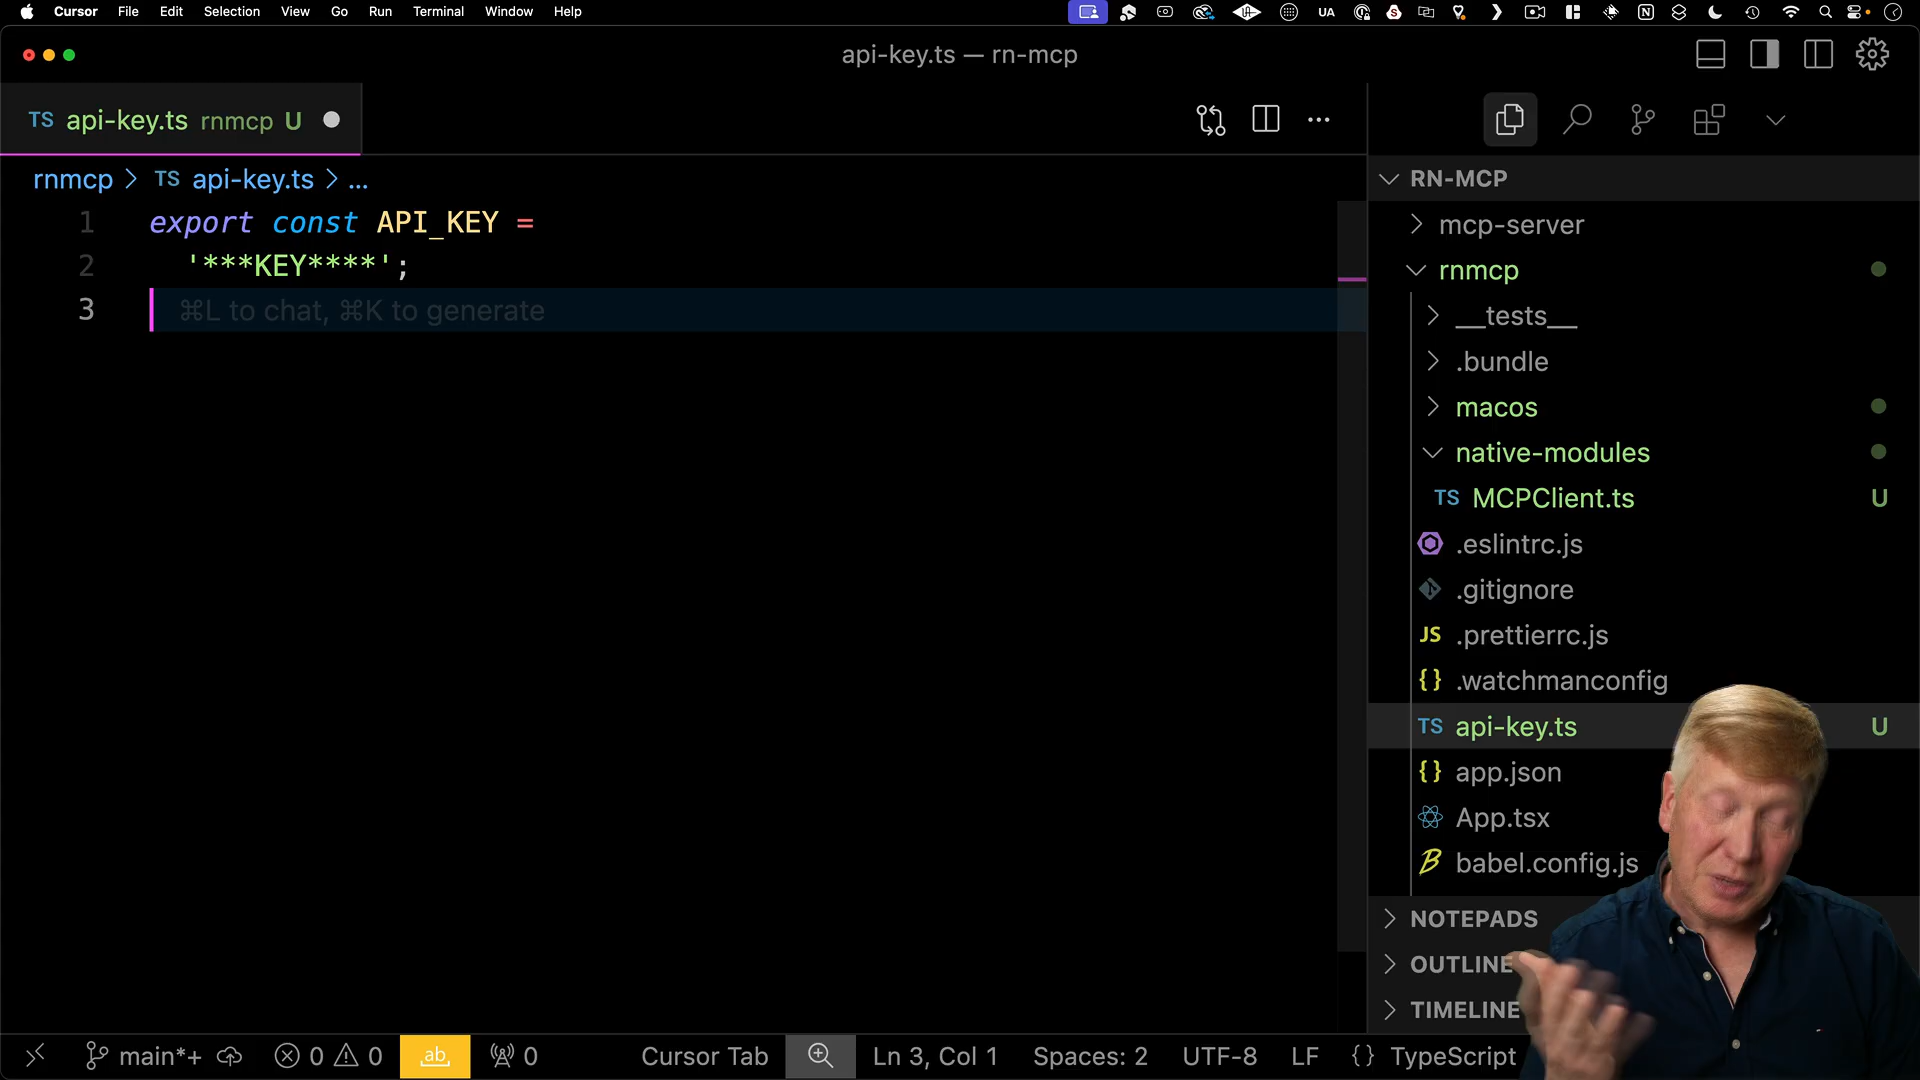 Cursor File Edit Selection View Go Run Terminal Window Help
UA
api-key.ts — rn-mcp
TS api-key.ts rnmcp U
rnmcp > TS api-key.ts > ...
1 export const API_KEY =
2 '***KEY****';
3 ⌘L to chat, ⌘K to generate
RN-MCP
mcp-server
rnmcp
__tests__
.bundle
macos
native-modules
TS MCPClient.ts U
.eslintrc.js
.gitignore
JS .prettierrc.js
{} .watchmanconfig
TS api-key.ts U
{} app.json
App.tsx
babel.config.js
NOTEPADS
OUTLINE
TIMELINE
main*+ 0 0 ab 0 Cursor Tab Ln 3, Col 1 Spaces: 2 UTF-8 LF {} TypeScript